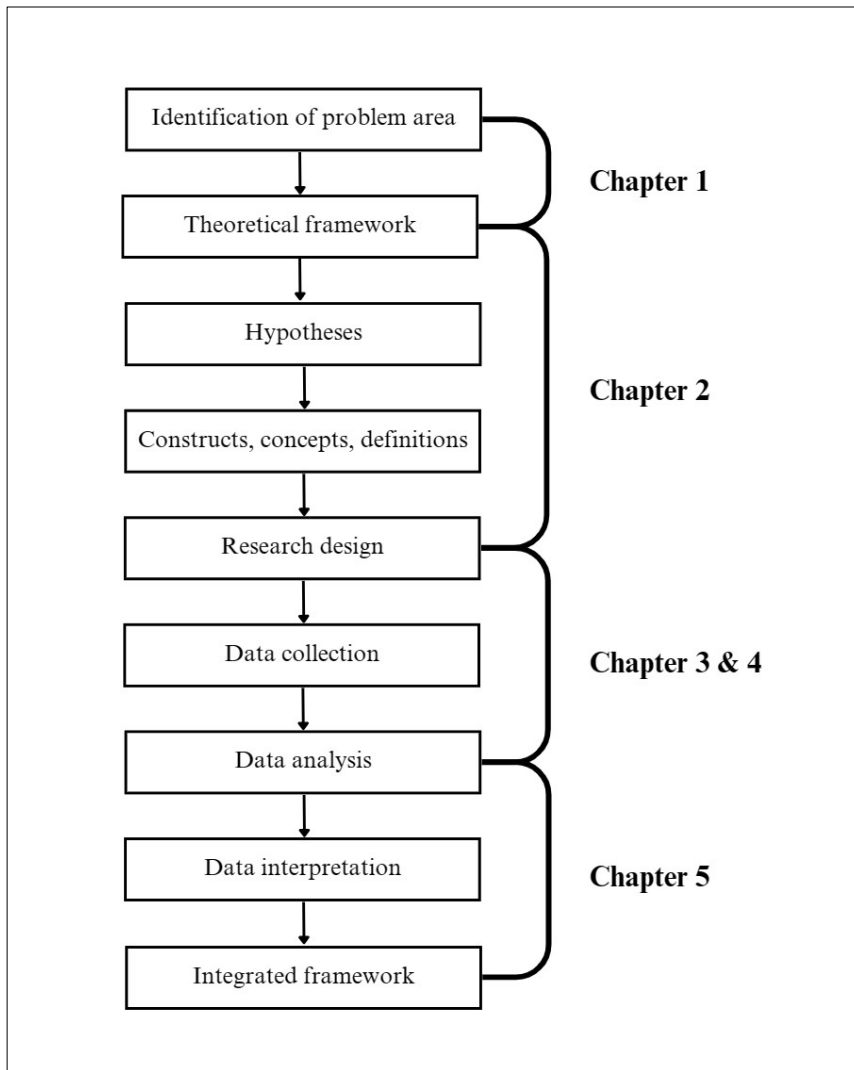 Identification of problem area
Chapter 1
Theoretical framework
Hypotheses
Chapter 2
Constructs, concepts, definitions
Research design
Data collection
Chapter 3 & 4
Data analysis
Data interpretation
Chapter 5
Integrated framework